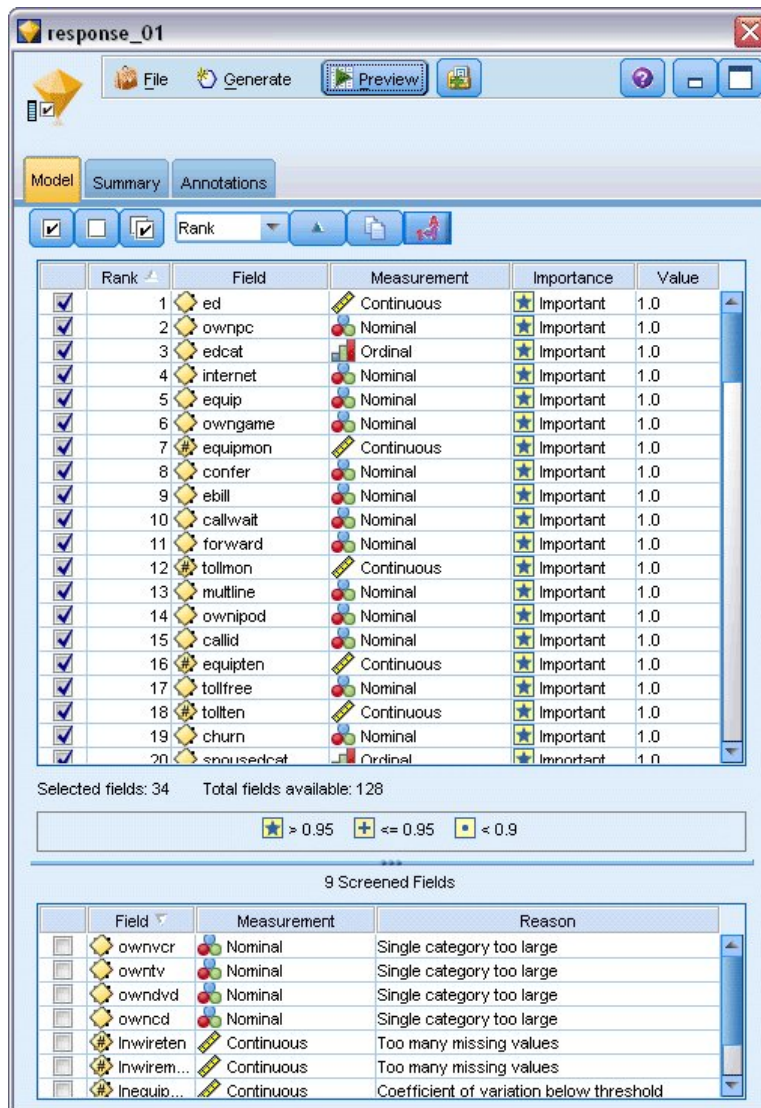 response_01
File Generate Preview
Model Summary Annotations
Rank
Rank Field Measurement Importance Value
1 ed Continuous Important 1.0
2 ownpc Nominal Important 1.0
3 edcat Ordinal Important 1.0
4 internet Nominal Important 1.0
5 equip Nominal Important 1.0
6 owngame Nominal Important 1.0
7 equipmon Continuous Important 1.0
8 confer Nominal Important 1.0
9 ebill Nominal Important 1.0
10 callwait Nominal Important 1.0
11 forward Nominal Important 1.0
12 tollmon Continuous Important 1.0
13 multline Nominal Important 1.0
14 ownipod Nominal Important 1.0
15 callid Nominal Important 1.0
16 equipten Continuous Important 1.0
17 tollfree Nominal Important 1.0
18 tollten Continuous Important 1.0
19 churn Nominal Important 1.0
20 spousedcat Ordinal Important 1.0
Selected fields: 34 Total fields available: 128
> 0.95 <= 0.95 < 0.9
9 Screened Fields
Field Measurement Reason
ownvcr Nominal Single category too large
owntv Nominal Single category too large
owndvd Nominal Single category too large
owncd Nominal Single category too large
lnwireten Continuous Too many missing values
lnwirem... Continuous Too many missing values
lnequip... Continuous Coefficient of variation below threshold